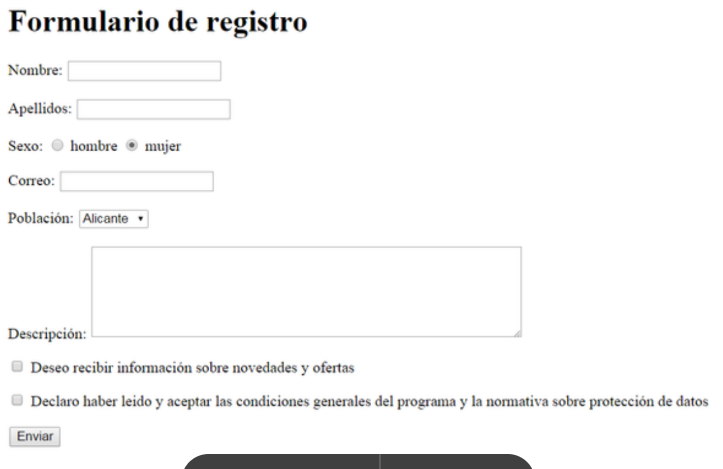 Formulario de registro
Nombre:
Apellidos:
Sexo: hombre mujer
Correo:
Población: Alicante
Descripción:
Deseo recibir información sobre novedades y ofertas
Declaro haber leido y aceptar las condiciones generales del programa y la normativa sobre protección de datos
Enviar